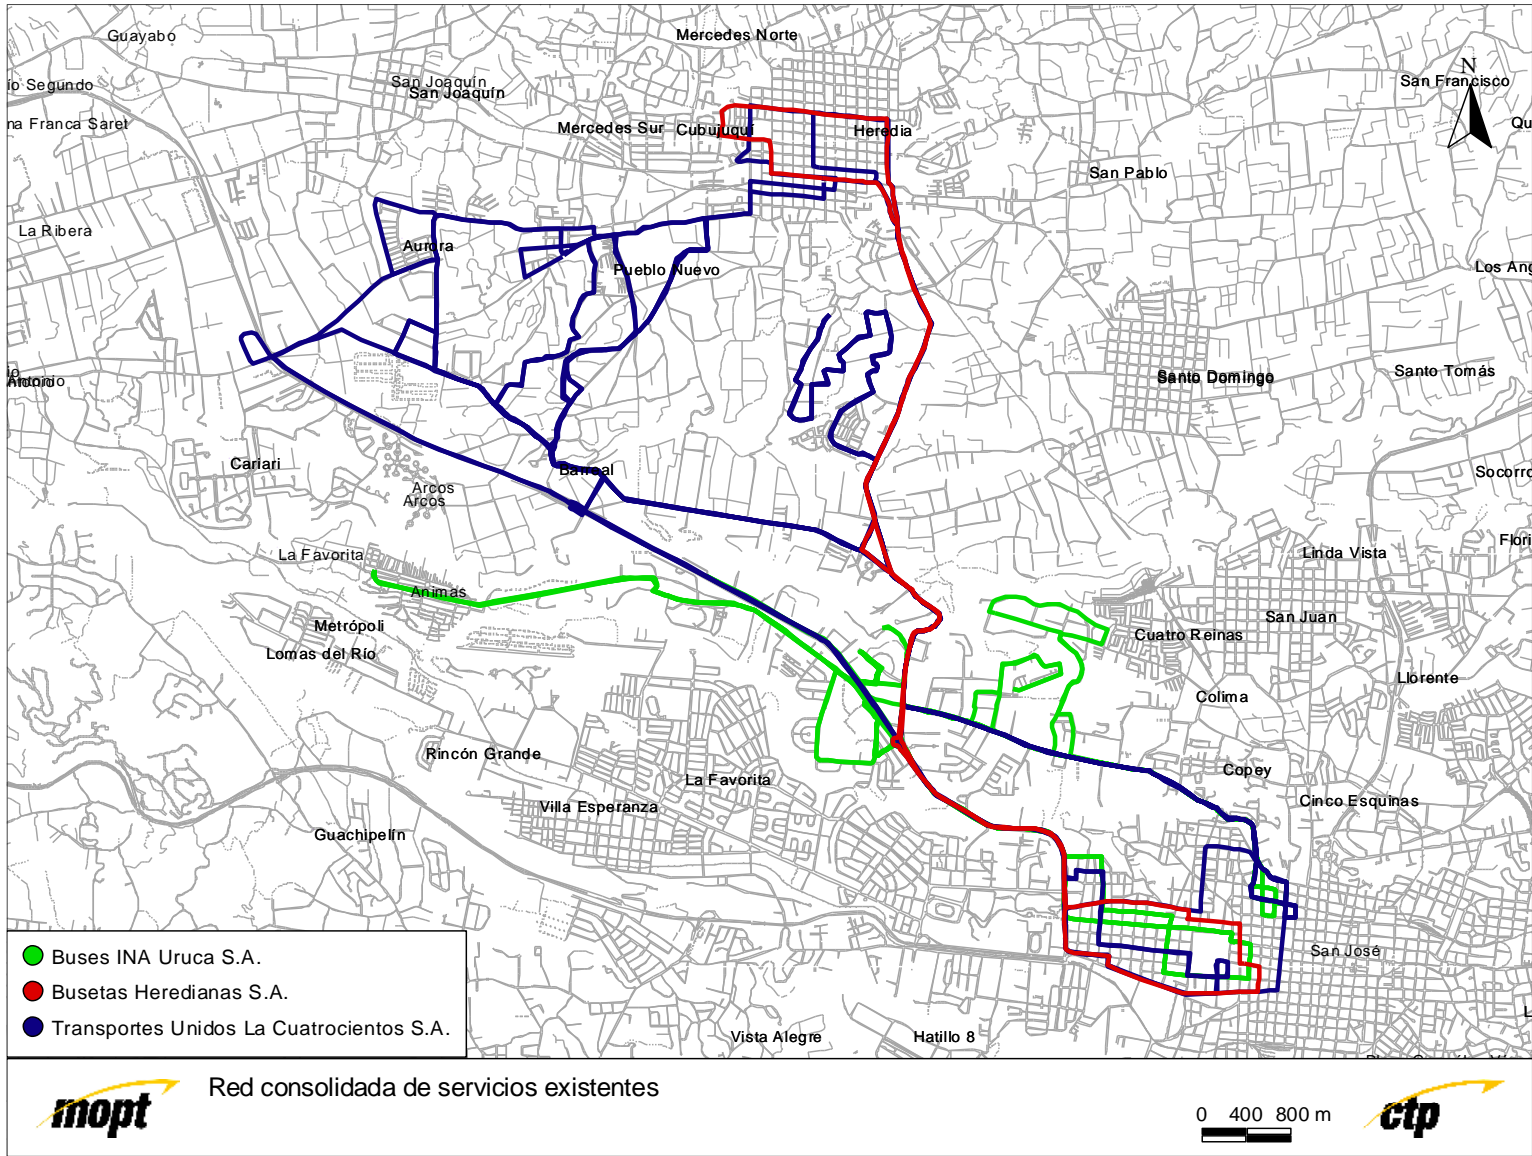 Guayabo
Mercedes Norte
San Joaquín
San Joaquín
ío Segundo
San Francisco
N
na Franca Saret
Mercedes Sur
Cubujuquí
Heredia
Qu
San Pablo
La Ribera
Aurora
Pueblo Nuevo
Los Ang
Antonio
Santo Domingo
Santo Tomás
Cariari
Barreal
Socorro
Arcos
Arcos
La Favorita
Linda Vista
Flori
Animas
San Juan
Metrópoli
Cuatro Reinas
Lomas del Río
Llorente
Colima
Rincón Grande
Copey
La Favorita
Villa Esperanza
Cinco Esquinas
Guachipelín
San José
Buses INA Uruca S.A.
Busetas Heredianas S.A.
Transportes Unidos La Cuatrocientos S.A.
Vista Alegre
Hatillo 8
mopt
Red consolidada de servicios existentes
0 400 800 m
ctp